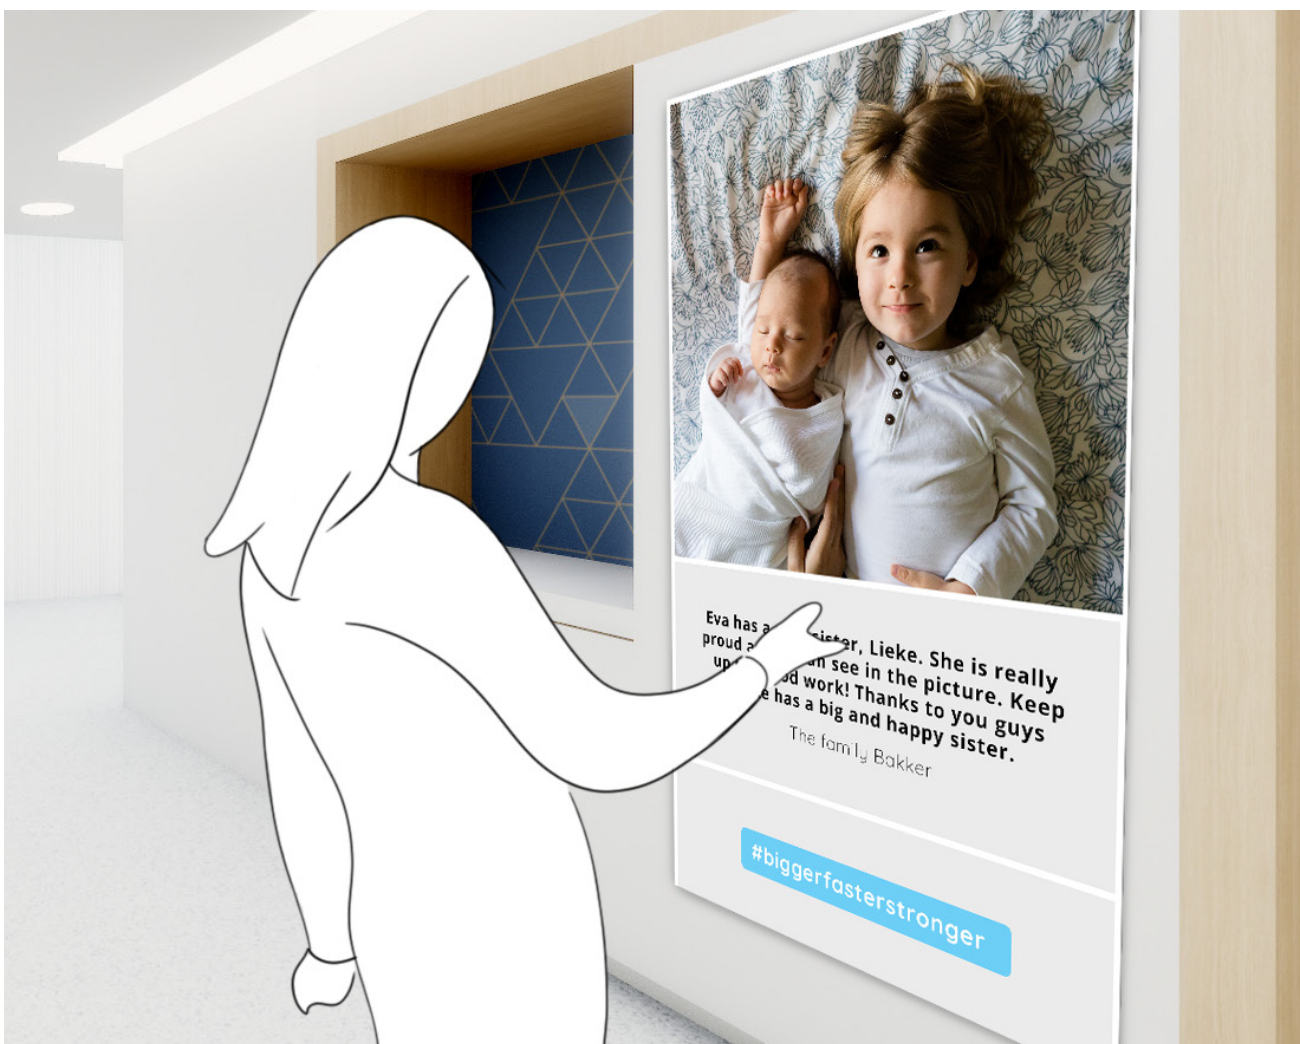 Eva has a sister, Lieke. She is really
proud a see in the picture. Keep
up work! Thanks to you guys
has a big and happy sister.
The family Bakker
#biggerfasterstronger